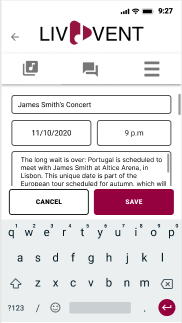 9:27
LIVOVENT
James Smith's Concert
11/10/2020
9 p.m
The long wait is over: Portugal is scheduled to
meet with James Smith at Altice Arena, in
Lisbon. This unique date is part of the
European tour scheduled for autumn, which will
CANCEL
SAVE
q w e r t y u i o p
a s d f g h j k l
z x c v b n m
?123 / .